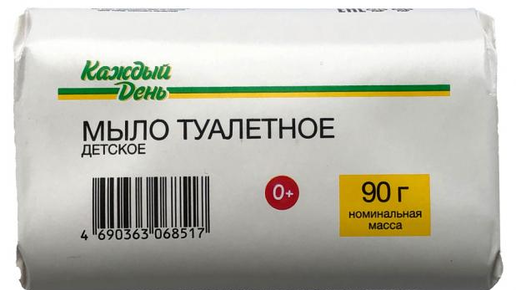 Каждый
День
МЫЛО ТУАЛЕТНОЕ
ДЕТСКОЕ
0+
90 г
номинальная
масса
4 690363 068517